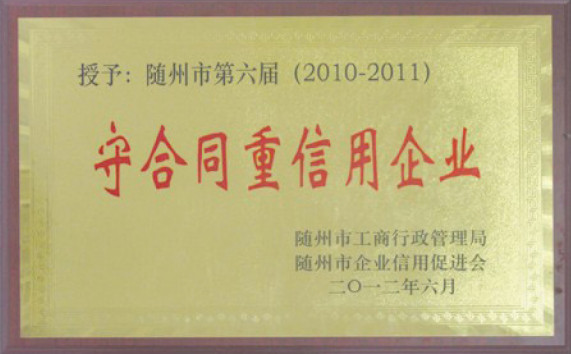 授予：随州市第六届（2010-2011）
守合同重信用企业
随州市工商行政管理局
随州市企业信用促进会
二〇一二年六月